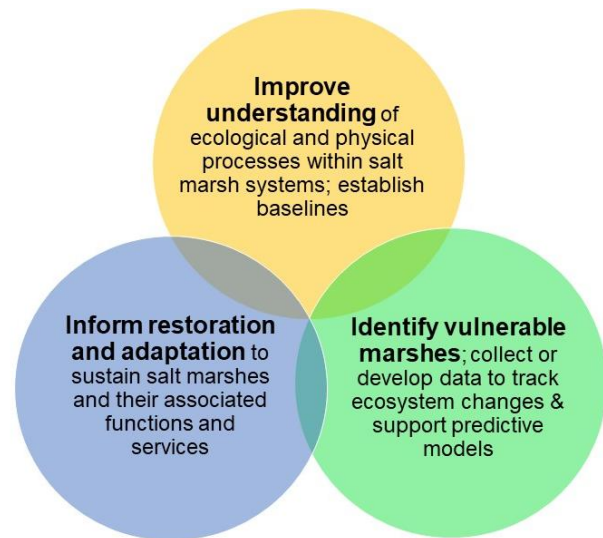 Improve
understanding of
ecological and physical
processes within salt
marsh systems; establish
baselines
Inform restoration
and adaptation to
sustain salt marshes
and their associated
functions and
services
Identify vulnerable
marshes; collect or
develop data to track
ecosystem changes &
support predictive
models